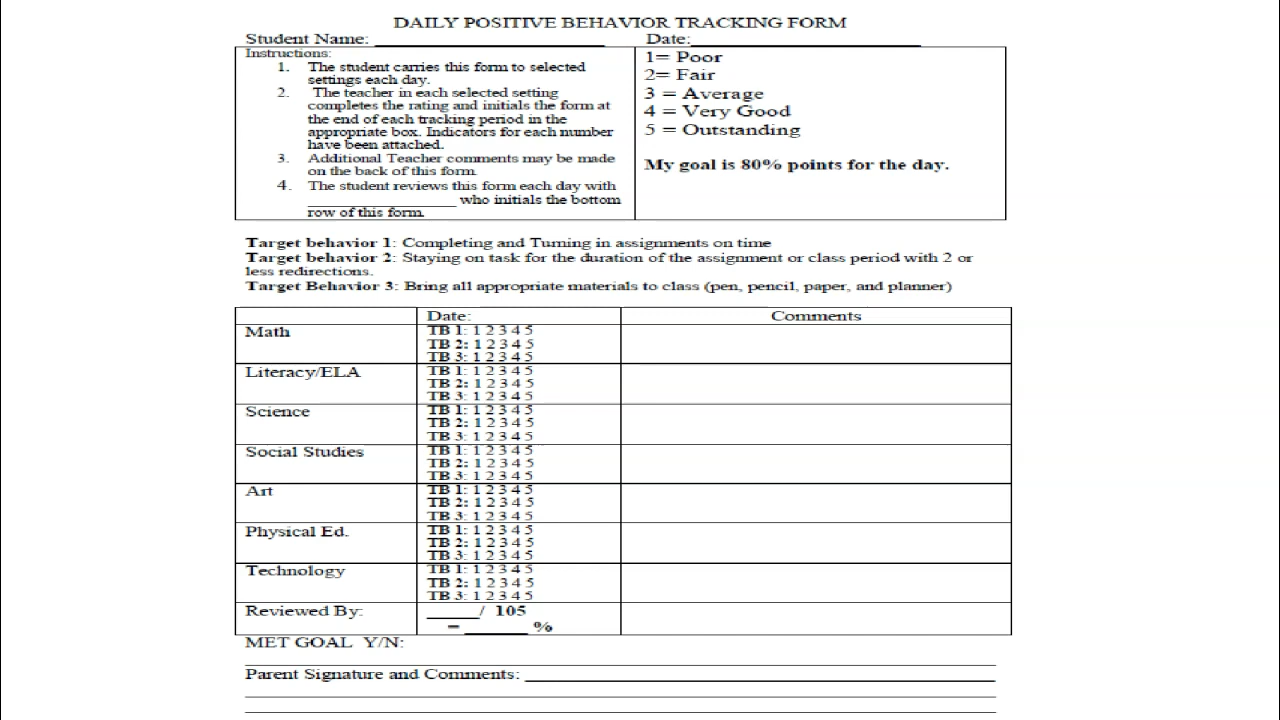 DAILY POSITIVE BEHAVIOR TRACKING FORM
Student Name: ____________ Date: ____________
Instructions:
1. The student carries this form to selected
settings each day.
2. The teacher in each selected setting
completes the rating and initials the form at
the end of each tracking period in the
appropriate box. Indicators for each number
have been attached.
3. Additional Teacher comments may be made
on the back of this form.
4. The student reviews this form each day with
____________ who initials the bottom
row of this form.
1= Poor
2= Fair
3 = Average
4 = Very Good
5 = Outstanding
My goal is 80% points for the day.
Target behavior 1: Completing and Turning in assignments on time
Target behavior 2: Staying on task for the duration of the assignment or class period with 2 or
less redirections.
Target Behavior 3: Bring all appropriate materials to class (pen, pencil, paper, and planner)
Date: Comments
Math
TB 1: 1 2 3 4 5
TB 2: 1 2 3 4 5
TB 3: 1 2 3 4 5
Literacy/ELA
TB 1: 1 2 3 4 5
TB 2: 1 2 3 4 5
TB 3: 1 2 3 4 5
Science
TB 1: 1 2 3 4 5
TB 2: 1 2 3 4 5
TB 3: 1 2 3 4 5
Social Studies
TB 1: 1 2 3 4 5
TB 2: 1 2 3 4 5
TB 3: 1 2 3 4 5
Art
TB 1: 1 2 3 4 5
TB 2: 1 2 3 4 5
TB 3: 1 2 3 4 5
Physical Ed.
TB 1: 1 2 3 4 5
TB 2: 1 2 3 4 5
TB 3: 1 2 3 4 5
Technology
TB 1: 1 2 3 4 5
TB 2: 1 2 3 4 5
TB 3: 1 2 3 4 5
Reviewed By: _____/ 105
= ______ %
MET GOAL Y/N:
Parent Signature and Comments: ____________